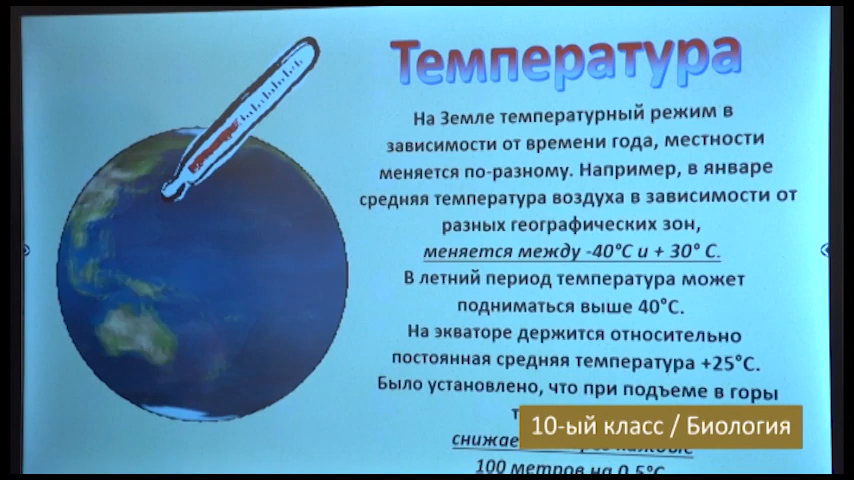 Температура
На Земле температурный режим в
зависимости от времени года, местности
меняется по-разному. Например, в январе
средняя температура воздуха в зависимости от
разных географических зон,
меняется между -40°С и + 30° С.
В летний период температура может
подниматься выше 40°С.
На экваторе держится относительно
постоянная средняя температура +25°С.
Было установлено, что при подъеме в горы
10-ый класс / Биология
100 метров на 0,5°С